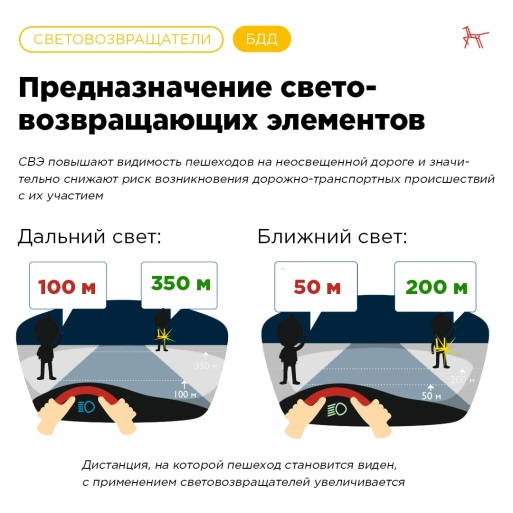 СВЕТОВОЗВРАЩАТЕЛИ БДД
Предназначение свето-
возвращающих элементов
СВЭ повышают видимость пешеходов на неосвещенной дороге и значи-
тельно снижают риск возникновения дорожно-транспортных происшествий
с их участием
Дальний свет:
100 м 350 м
350 м
100 м
Ближний свет:
50 м 200 м
200 м
50 м
Дистанция, на которой пешеход становится виден,
с применением световозвращателей увеличивается